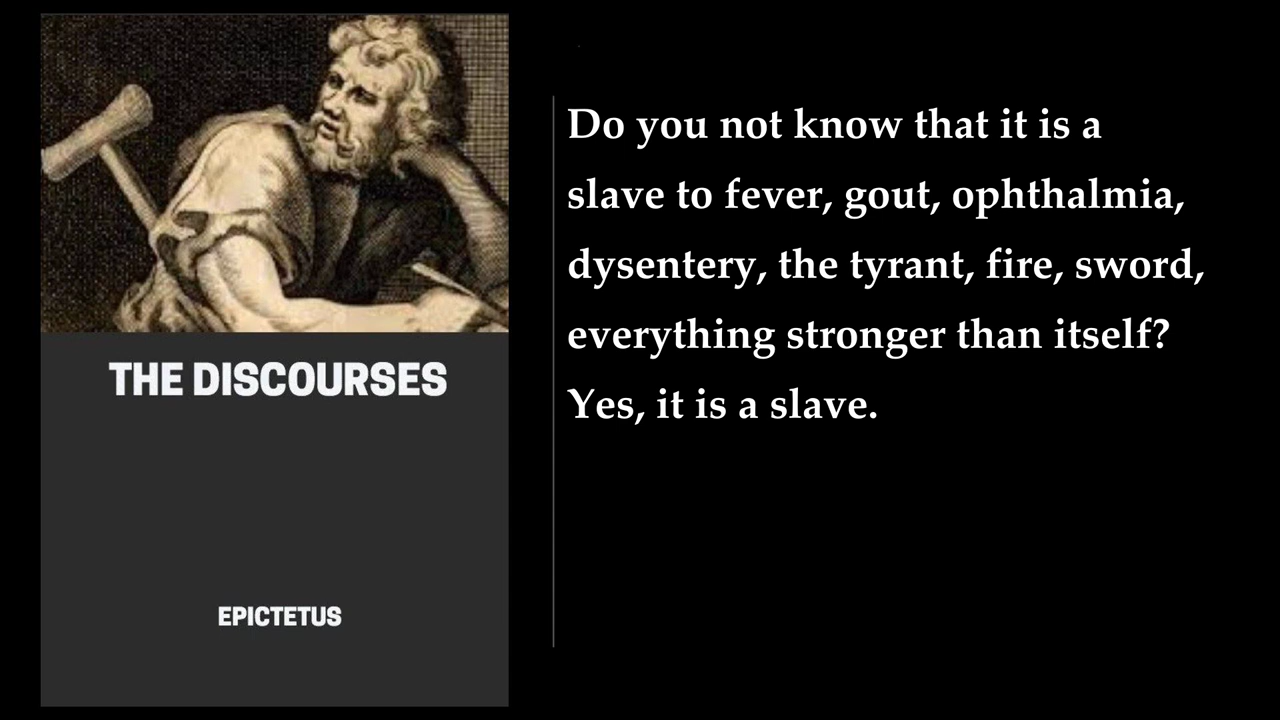 THE DISCOURSES
EPICTETUS
Do you not know that it is a
slave to fever, gout, ophthalmia,
dysentery, the tyrant, fire, sword,
everything stronger than itself?
Yes, it is a slave.